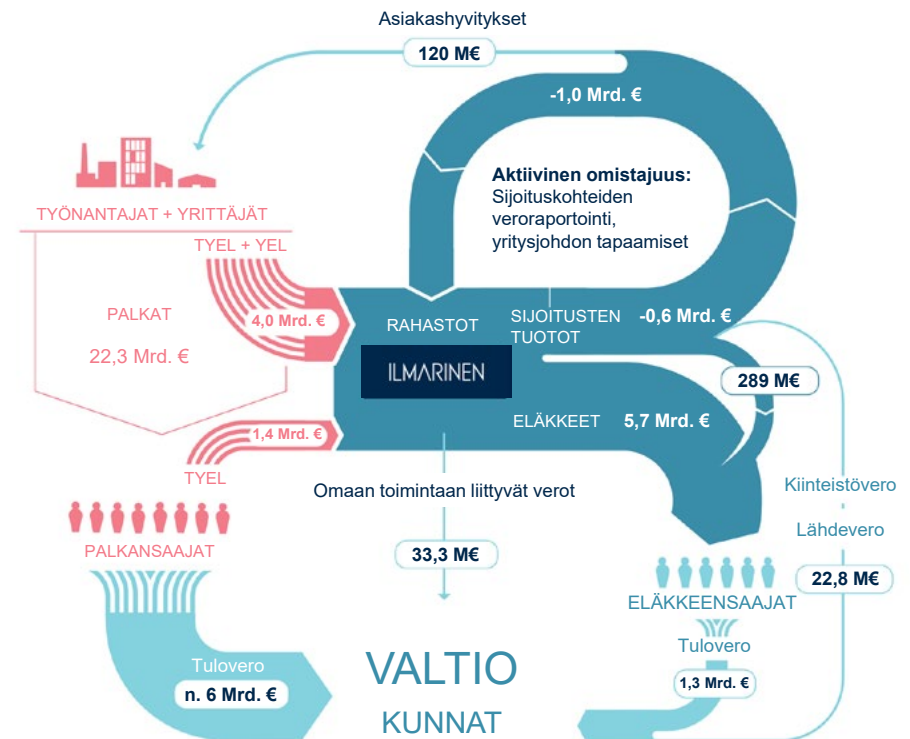 Asiakashyvitykset
120 M€
-1,0 Mrd. €
Aktiivinen omistajuus:
Sijoituskohteiden
veroraportointi,
yritysjohdon tapaamiset
TYÖNANTAJAT + YRITTÄJÄT
TYEL + YEL
PALKAT
22,3 Mrd. €
4,0 Mrd. €
RAHASTOT
SIJOITUSTEN
TUOTOT
-0,6 Mrd. €
ILMARINEN
289 M€
ELÄKKEET 5,7 Mrd. €
1,4 Mrd. €
TYEL
Omaan toimintaan liittyvät verot
33,3 M€
Kiinteistövero
Lähdevero
22,8 M€
PALKANSAAJAT
ELÄKKEENSAAJAT
Tulovero
n. 6 Mrd. €
Tulovero
1,3 Mrd. €
VALTIO
KUNNAT